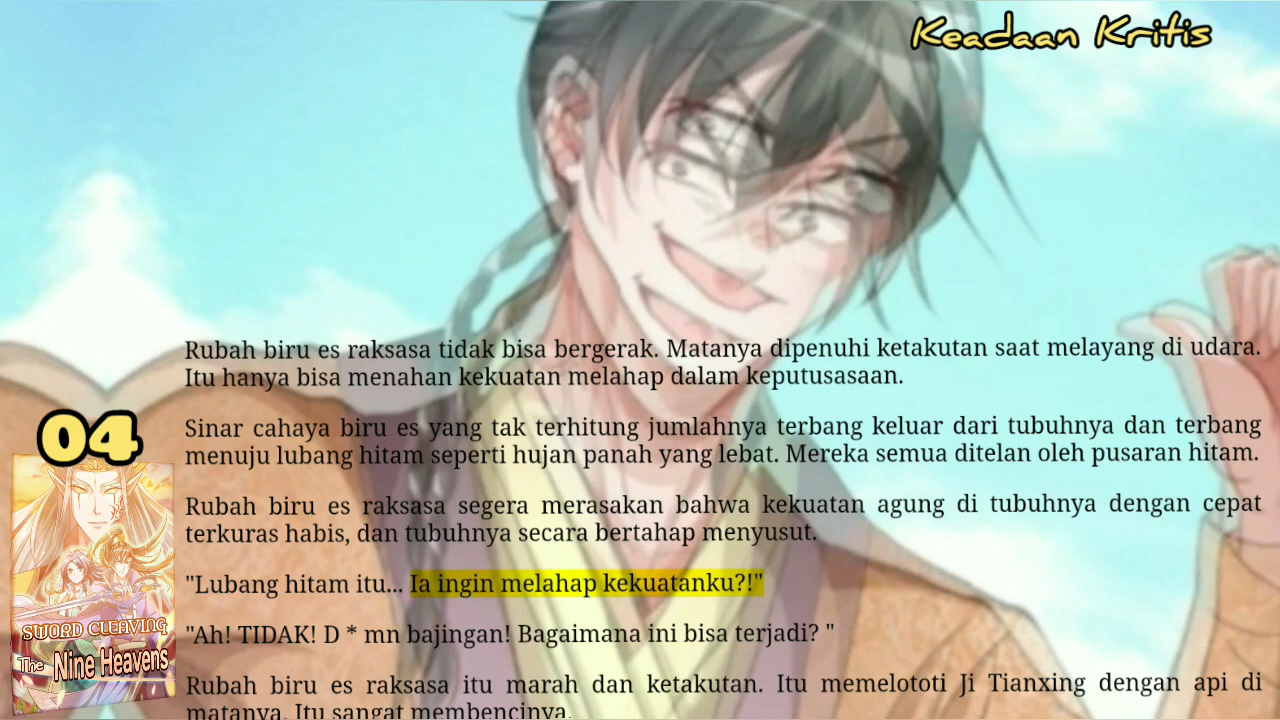 Keadaan Kritis
Rubah biru es raksasa tidak bisa bergerak. Matanya dipenuhi ketakutan saat melayang di udara.
Itu hanya bisa menahan kekuatan melahap dalam keputusasaan.
Sinar cahaya biru es yang tak terhitung jumlahnya terbang keluar dari tubuhnya dan terbang
menuju lubang hitam seperti hujan panah yang lebat. Mereka semua ditelan oleh pusaran hitam.
Rubah biru es raksasa segera merasakan bahwa kekuatan agung di tubuhnya dengan cepat
terkuras habis, dan tubuhnya secara bertahap menyusut.
"Lubang hitam itu... Ia ingin melahap kekuatanku?!"
"Ah! TIDAK! D * mn bajingan! Bagaimana ini bisa terjadi? "
Rubah biru es raksasa itu marah dan ketakutan. Itu memelototi Ji Tianxing dengan api di
matanya. Itu sangat membencinya.
04
SWORD CLEAVING
The Nine Heavens